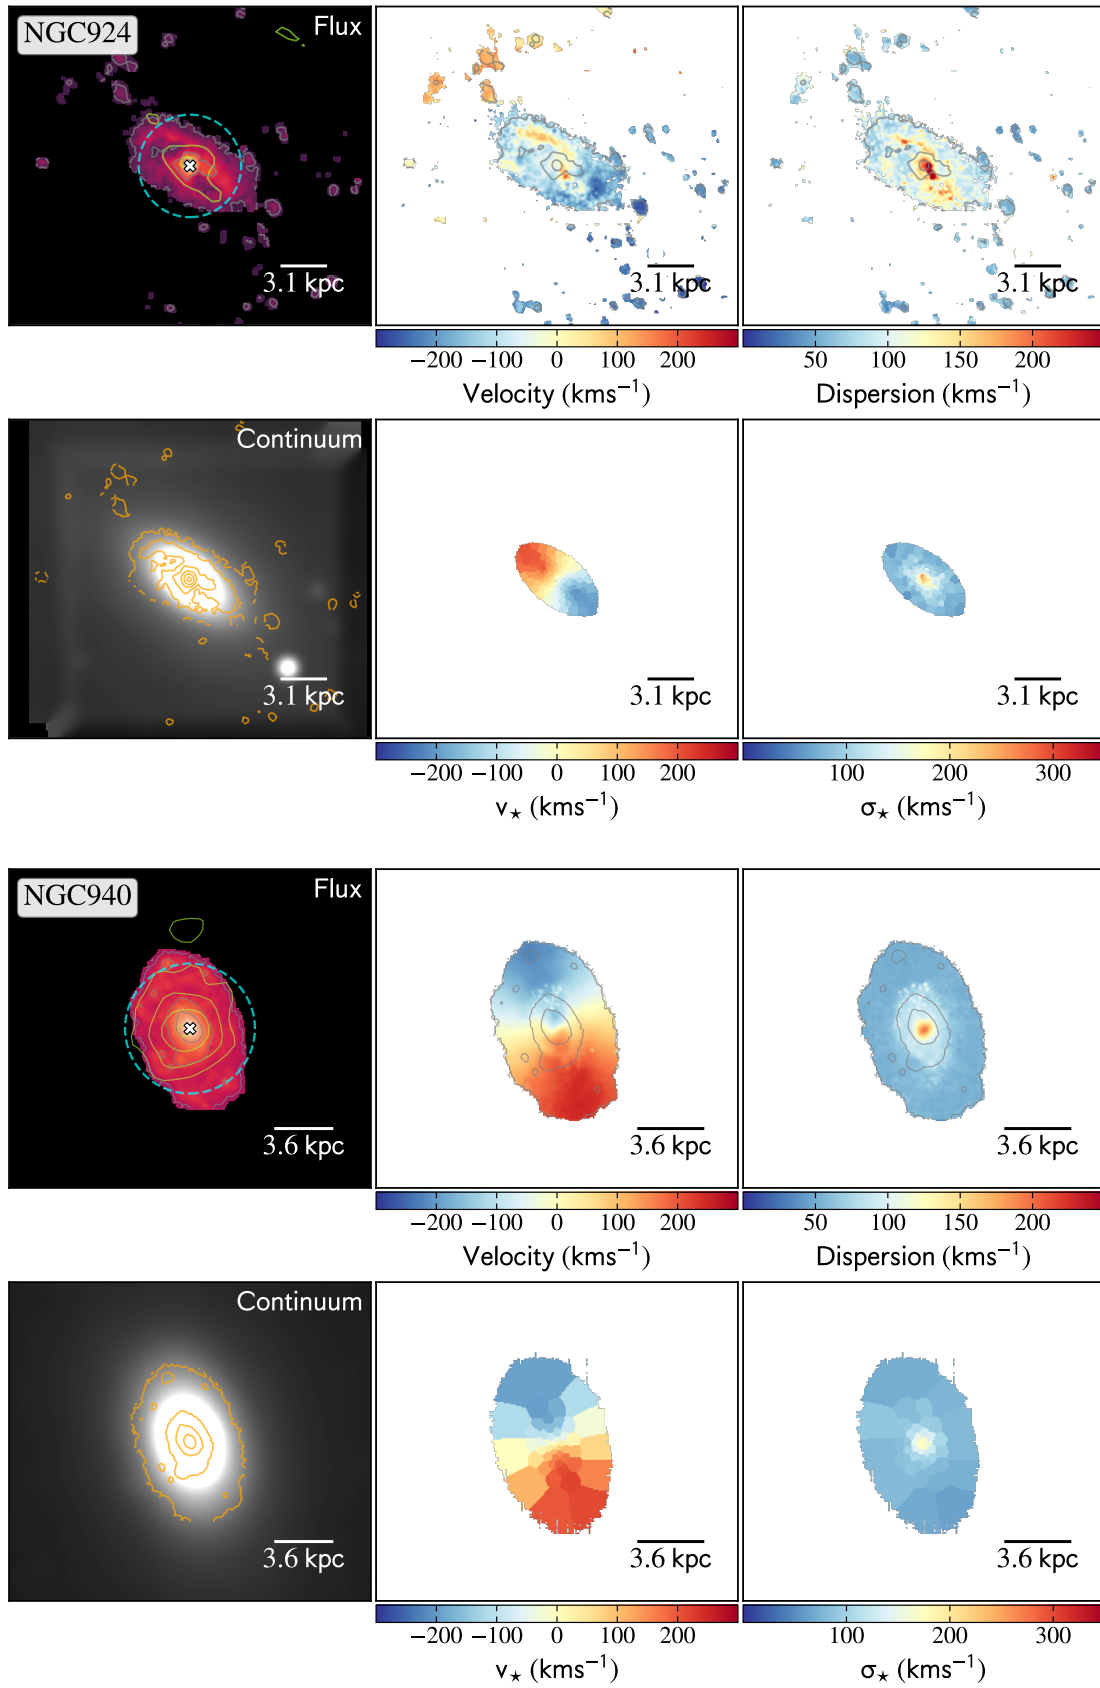 NGC924
Flux
3.1 kpc
3.1 kpc
3.1 kpc
−200 −100 0 100 200
50 100 150 200
Velocity (kms⁻¹)
Dispersion (kms⁻¹)
Continuum
3.1 kpc
3.1 kpc
3.1 kpc
−200 −100 0 100 200
100 200 300
v⋆ (kms⁻¹)
σ⋆ (kms⁻¹)
NGC940
Flux
3.6 kpc
3.6 kpc
3.6 kpc
−200 −100 0 100 200
50 100 150 200
Velocity (kms⁻¹)
Dispersion (kms⁻¹)
Continuum
3.6 kpc
3.6 kpc
3.6 kpc
−200 −100 0 100 200
100 200 300
v⋆ (kms⁻¹)
σ⋆ (kms⁻¹)